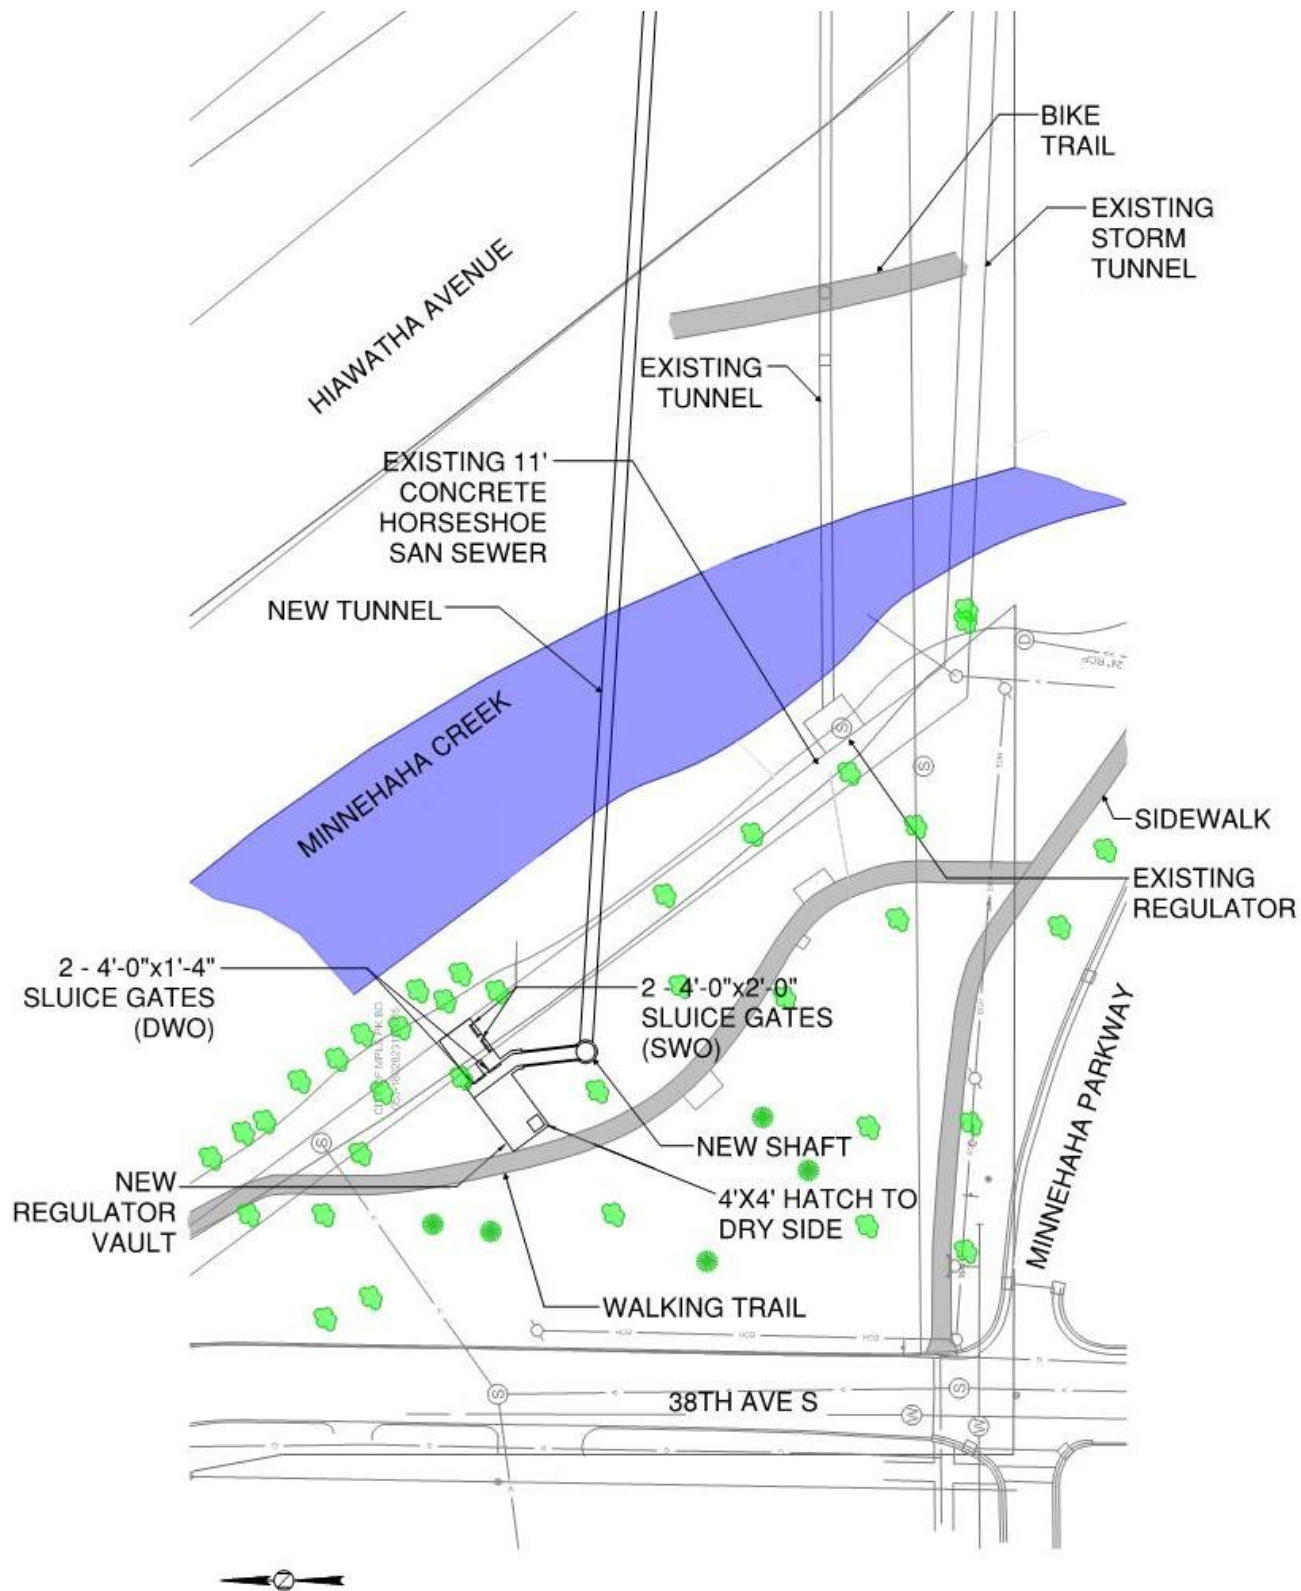 BIKE
TRAIL
EXISTING
STORM
TUNNEL
HIAWATHA AVENUE
EXISTING
TUNNEL
EXISTING 11'
CONCRETE
HORSESHOE
SAN SEWER
NEW TUNNEL
24" RCP
MINNEHAHA CREEK
S
D
S
SIDEWALK
EXISTING
REGULATOR
2 - 4'-0"x1'-4"
SLUICE GATES
(DWO)
2 - 4'-0"x2'-0"
SLUICE GATES
(SWO)
MINNEHAHA PARKWAY
S
NEW SHAFT
NEW
REGULATOR
VAULT
4'X4' HATCH TO
DRY SIDE
WALKING TRAIL
S
38TH AVE S
S
W
W
N